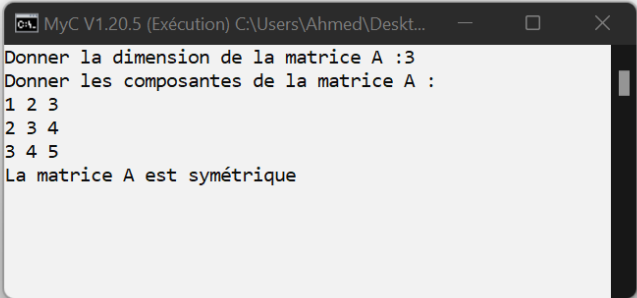 MyC V1.20.5 (Exécution) C:\Users\Ahmed\Deskt...
Donner la dimension de la matrice A :3
Donner les composantes de la matrice A :
1 2 3
2 3 4
3 4 5
La matrice A est symétrique